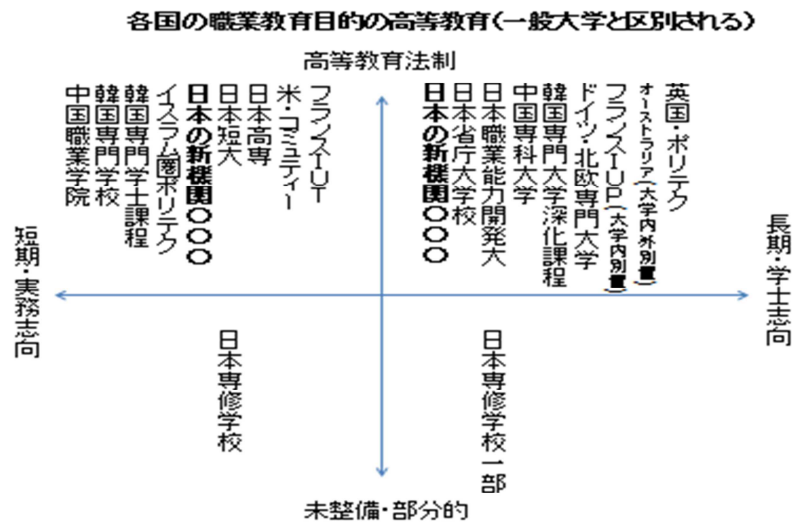 各国の職業教育目的の高等教育(一般大学と区別される)
高等教育法制
中国職業学院
韓国専門学校
韓国専門学士課程
イスラム圏ポリテク
日本の新機関〇〇〇
日本短大
日本高専
米・コミュティー
フランスIUT
日本の新機関〇〇〇
日本省庁大学校
日本職業能力開発大
中国専科大学
韓国専門大学深化課程
ドイツ・北欧専門大学
フランスIUP(大学内別置)
オーストラリア(大学内外別置)
英国・ポリテク
短期・実務志向
長期・学士志向
日本専修学校
日本専修学校一部
未整備・部分的